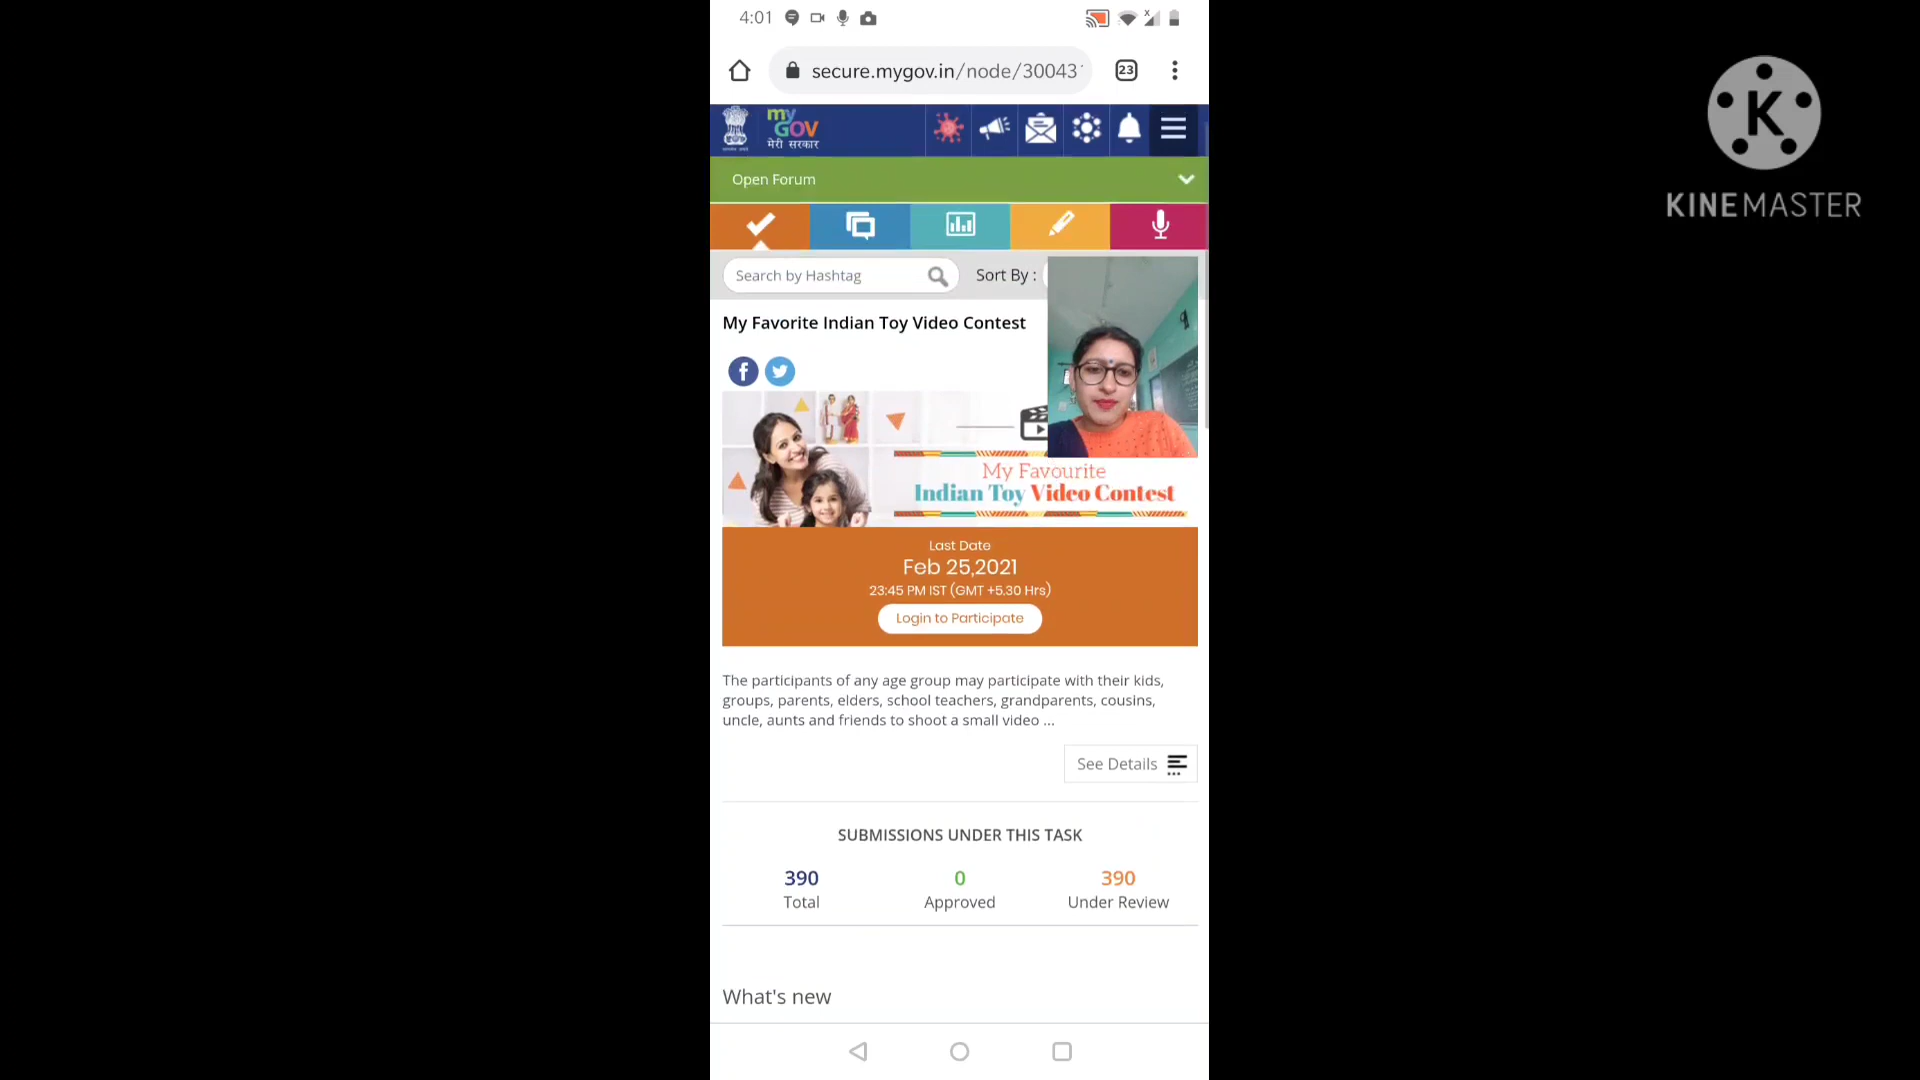 4:01
secure.mygov.in/node/30043
23
my
GOV
मेरी सरकार
Open Forum
Search by Hashtag
Sort By :
My Favorite Indian Toy Video Contest
My Favourite
Indian Toy Video Contest
Last Date
Feb 25,2021
23:45 PM IST (GMT +5.30 Hrs)
Login to Participate
The participants of any age group may participate with their kids,
groups, parents, elders, school teachers, grandparents, cousins,
uncle, aunts and friends to shoot a small video ...
See Details
SUBMISSIONS UNDER THIS TASK
390 0 390
Total Approved Under Review
What's new
K
KINEMASTER